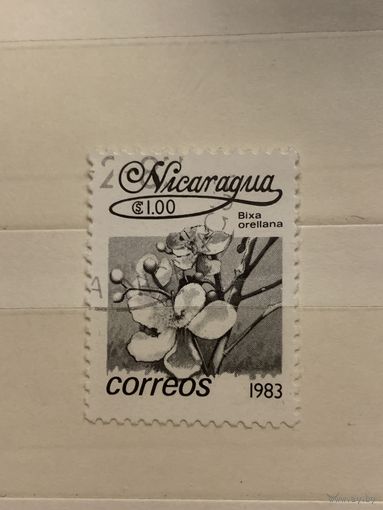 Nicaragua
C$ 1.00
Bixa
orellana
correos
1983